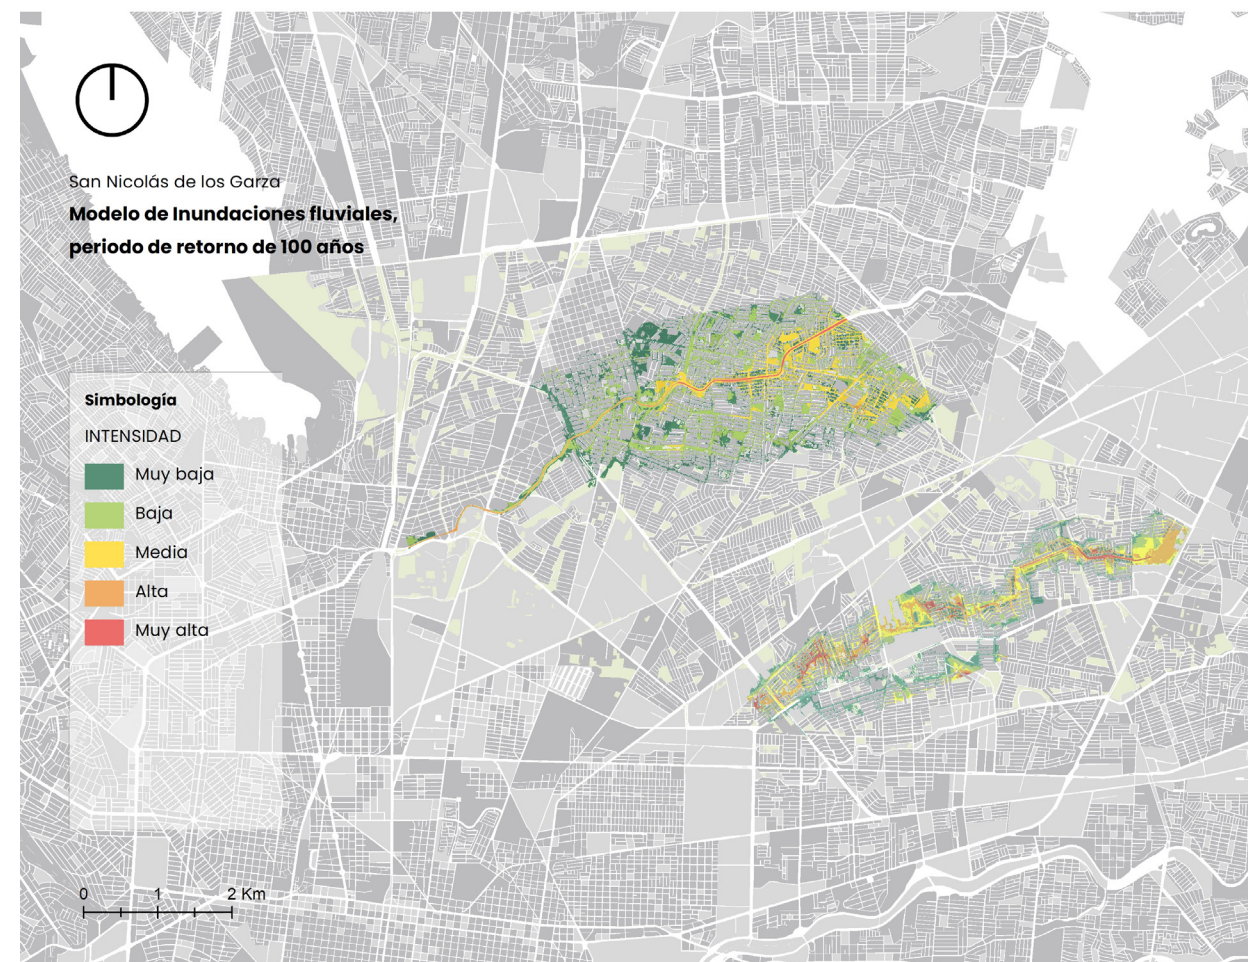 San Nicolás de los Garza
Modelo de Inundaciones fluviales,
periodo de retorno de 100 años
Simbología
INTENSIDAD
Muy baja
Baja
Media
Alta
Muy alta
0 1 2 Km